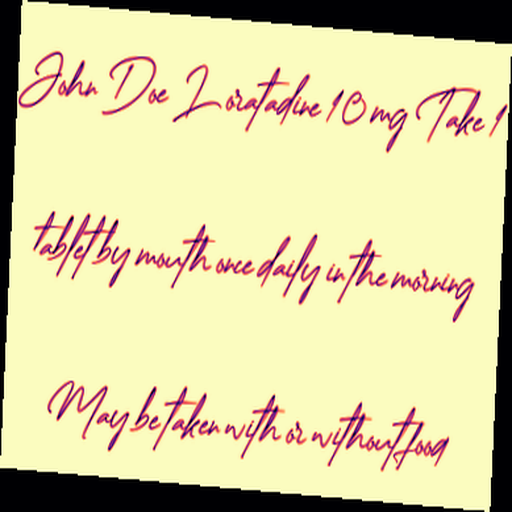 John Doe Loratadine 10 mg Take 1
tablet by mouth once daily in the morning
May be taken with or without food